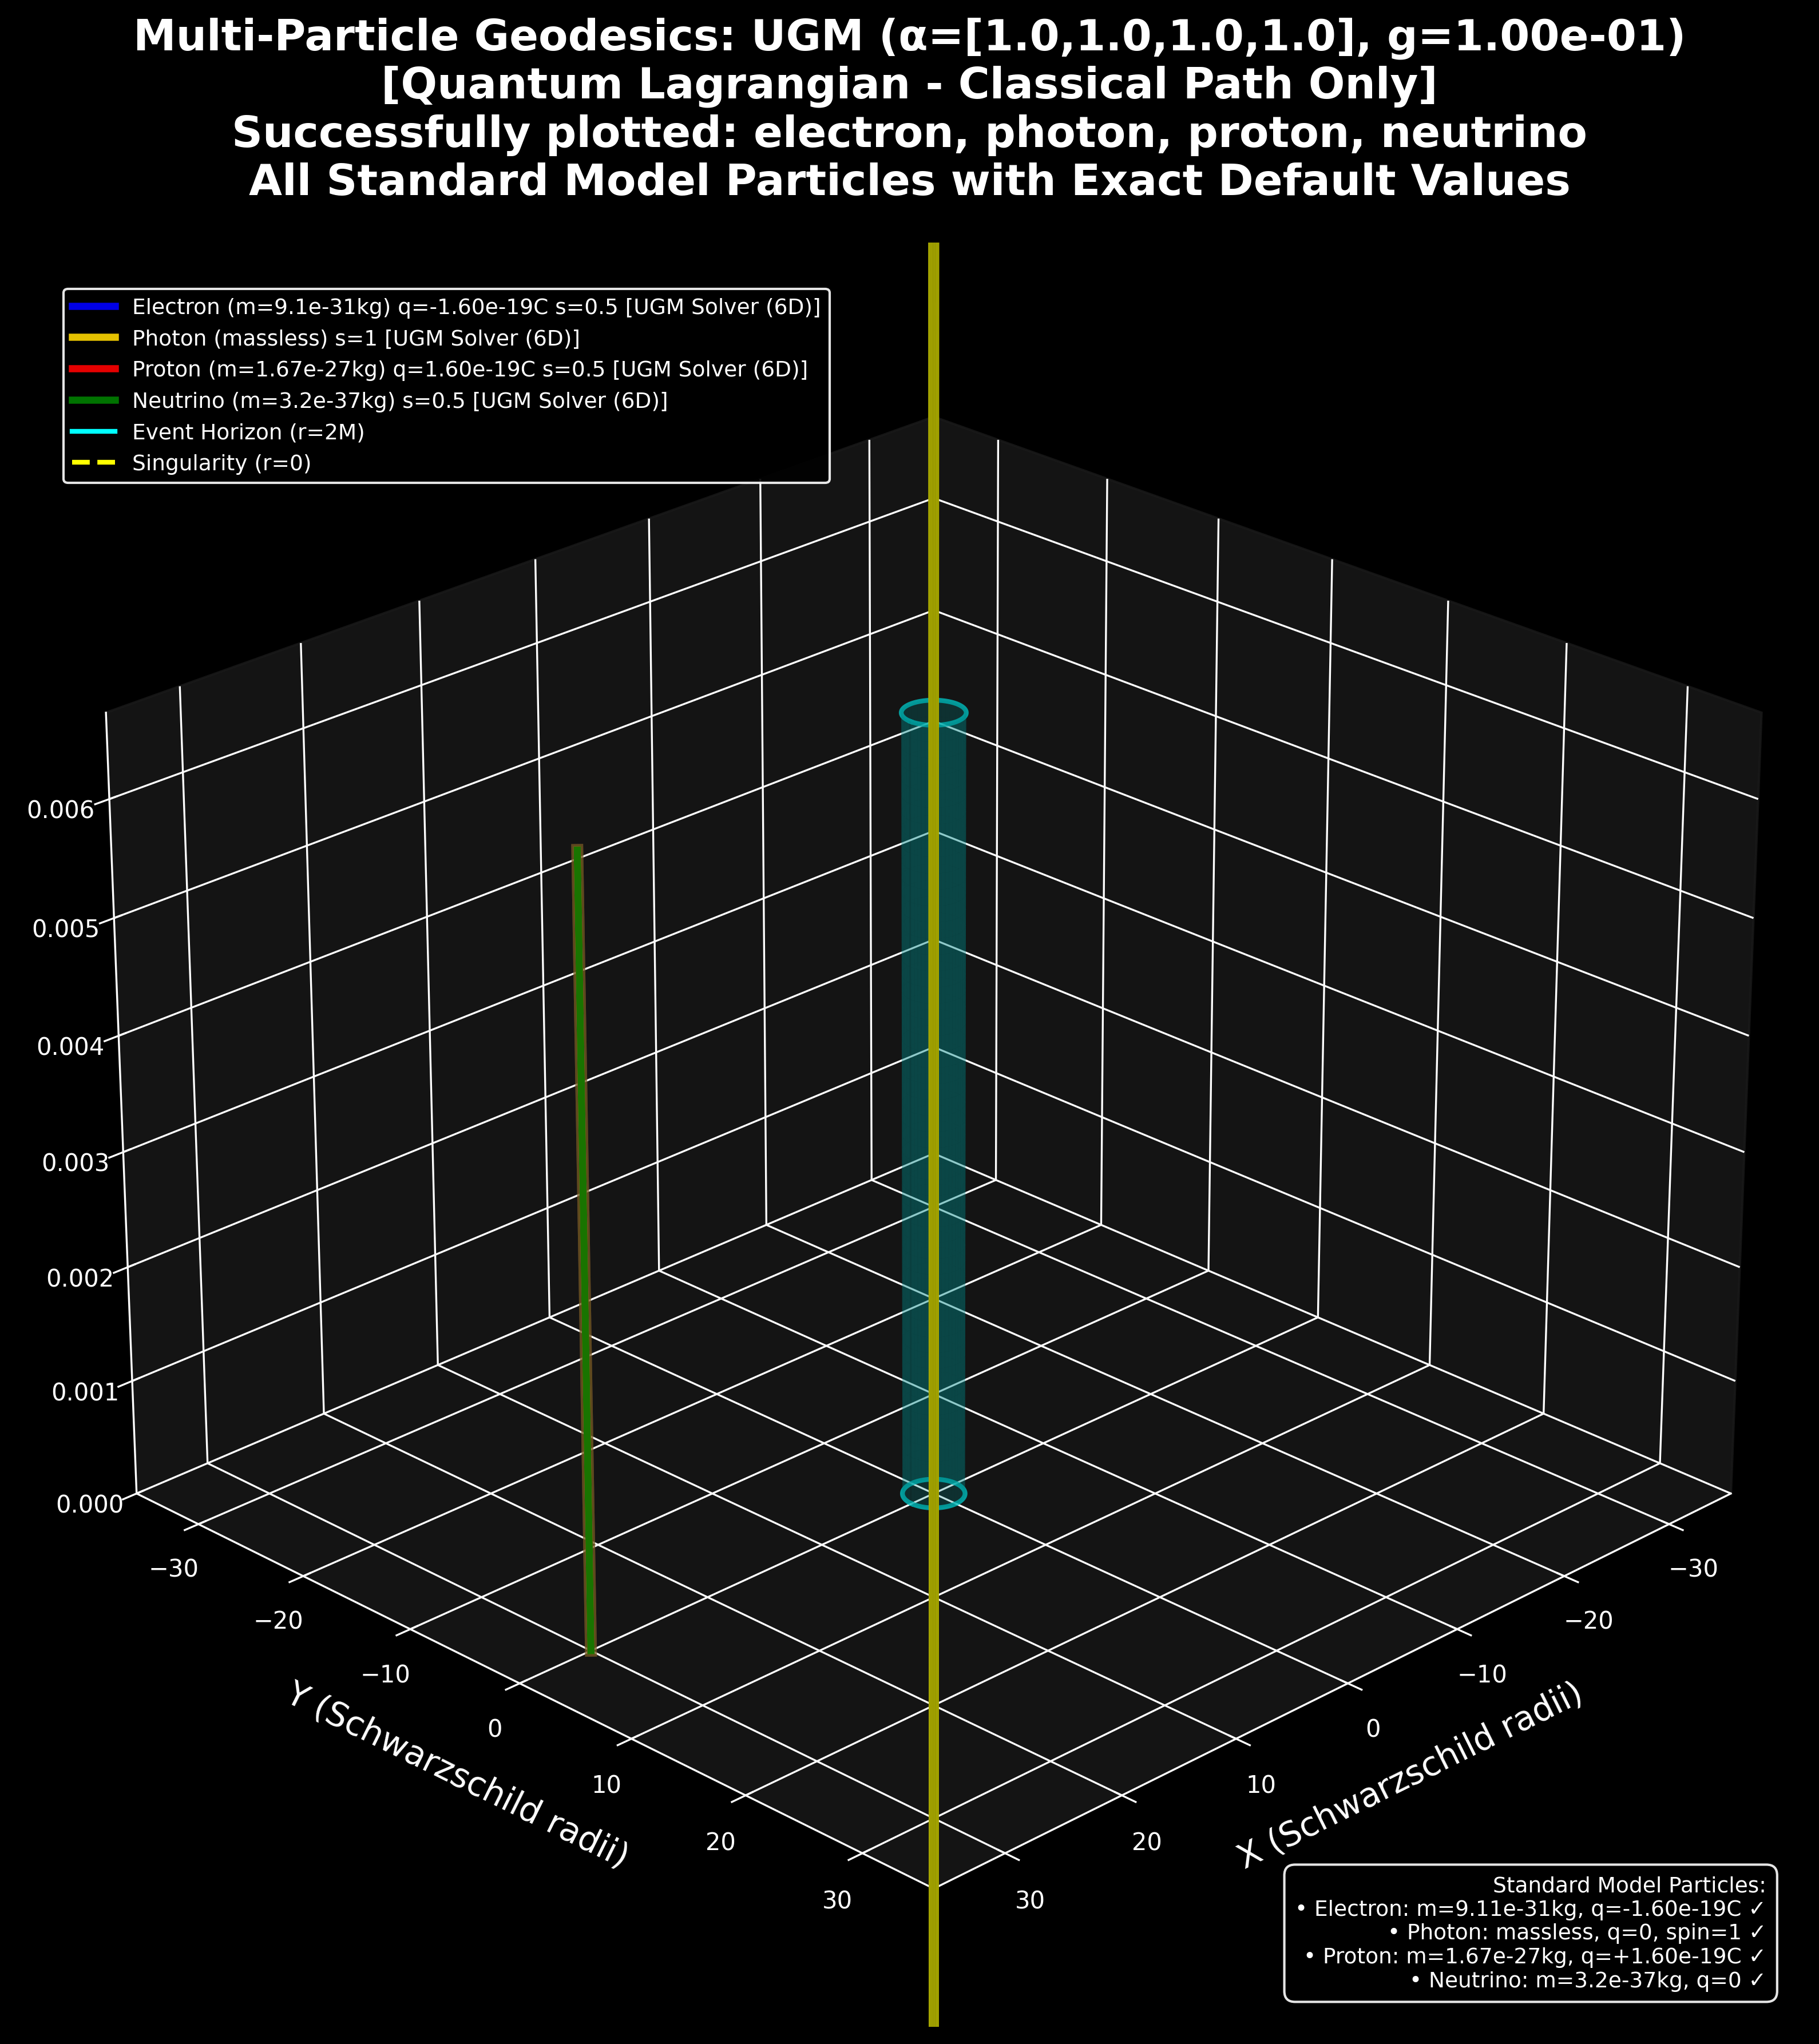 Multi-Particle Geodesics: UGM (α=[1.0,1.0,1.0,1.0], g=1.00e-01)
[Quantum Lagrangian - Classical Path Only]
Successfully plotted: electron, photon, proton, neutrino
All Standard Model Particles with Exact Default Values
Electron (m=9.1e-31kg) q=-1.60e-19C s=0.5 [UGM Solver (6D)]
Photon (massless) s=1 [UGM Solver (6D)]
Proton (m=1.67e-27kg) q=1.60e-19C s=0.5 [UGM Solver (6D)]
Neutrino (m=3.2e-37kg) s=0.5 [UGM Solver (6D)]
Event Horizon (r=2M)
Singularity (r=0)
0.006
0.005
0.004
0.003
0.002
0.001
0.000
−30
−20
−10
0
10
20
30
Y (Schwarzschild radii)
−30
−20
−10
0
10
20
30
X (Schwarzschild radii)
Standard Model Particles:
• Electron: m=9.11e-31kg, q=-1.60e-19C ✓
• Photon: massless, q=0, spin=1 ✓
• Proton: m=1.67e-27kg, q=+1.60e-19C ✓
• Neutrino: m=3.2e-37kg, q=0 ✓